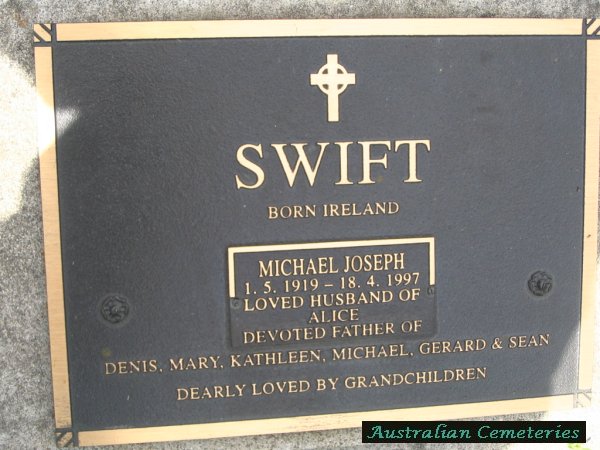 SWIFT
BORN IRELAND
MICHAEL JOSEPH
1. 5. 1919 – 18. 4. 1997
LOVED HUSBAND OF
ALICE
DEVOTED FATHER OF
DENIS, MARY, KATHLEEN, MICHAEL, GERARD & SEAN
DEARLY LOVED BY GRANDCHILDREN
Australian Cemeteries